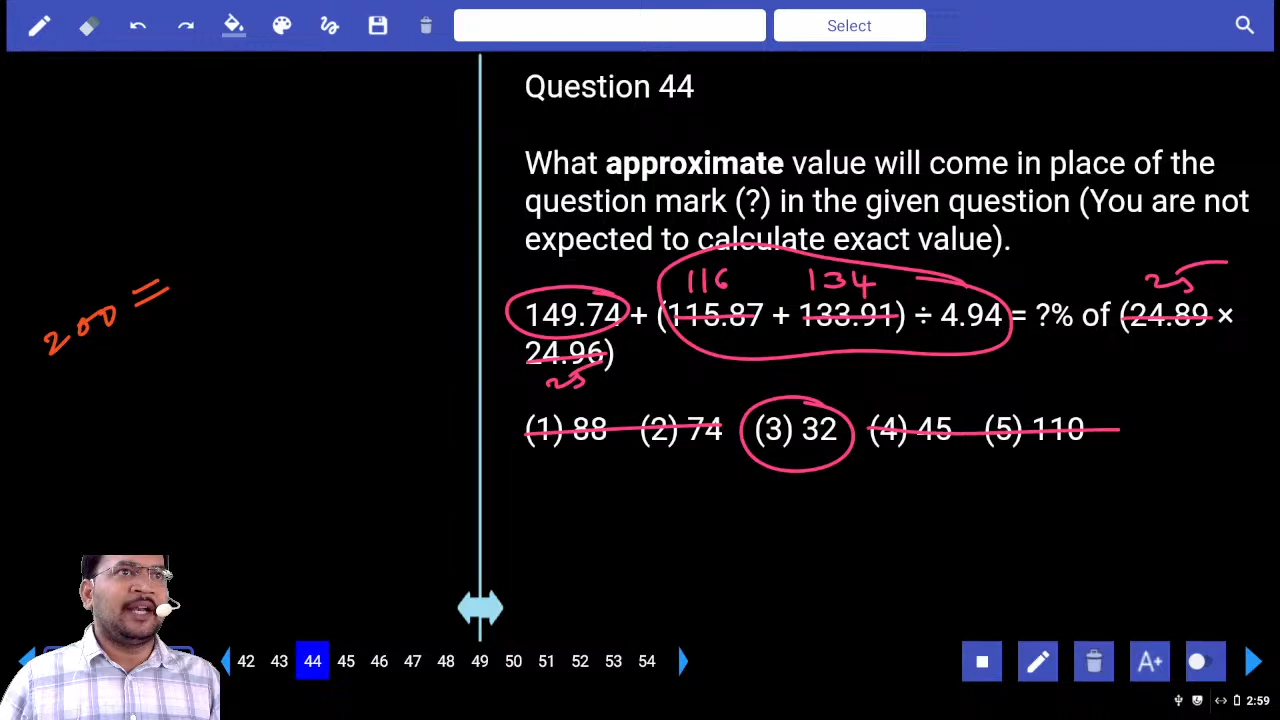 Select
Question 44
What approximate value will come in place of the
question mark (?) in the given question (You are not
expected to calculate exact value).
116 134 25
149.74 + (115.87 + 133.91) ÷ 4.94 = ?% of (24.89 ×
24.96)
25
(1) 88 (2) 74 (3) 32 (4) 45 (5) 110
200 =
42 43 44 45 46 47 48 49 50 51 52 53 54
A+
2:59